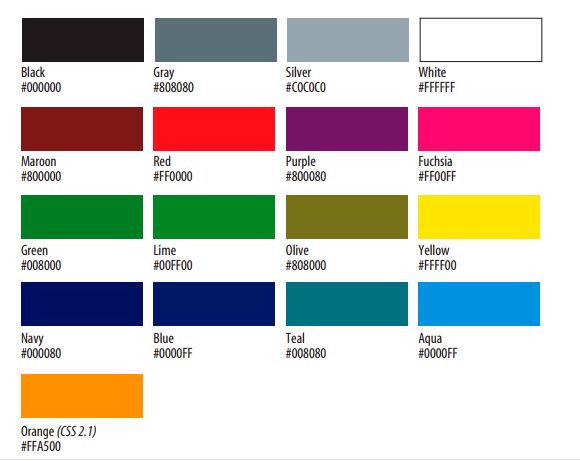 Black
#000000
Gray
#808080
Silver
#C0C0C0
White
#FFFFFF
Maroon
#800000
Red
#FF0000
Purple
#800080
Fuchsia
#FF00FF
Green
#008000
Lime
#00FF00
Olive
#808000
Yellow
#FFFF00
Navy
#000080
Blue
#0000FF
Teal
#008080
Aqua
#0000FF
Orange (CSS 2.1)
#FFA500